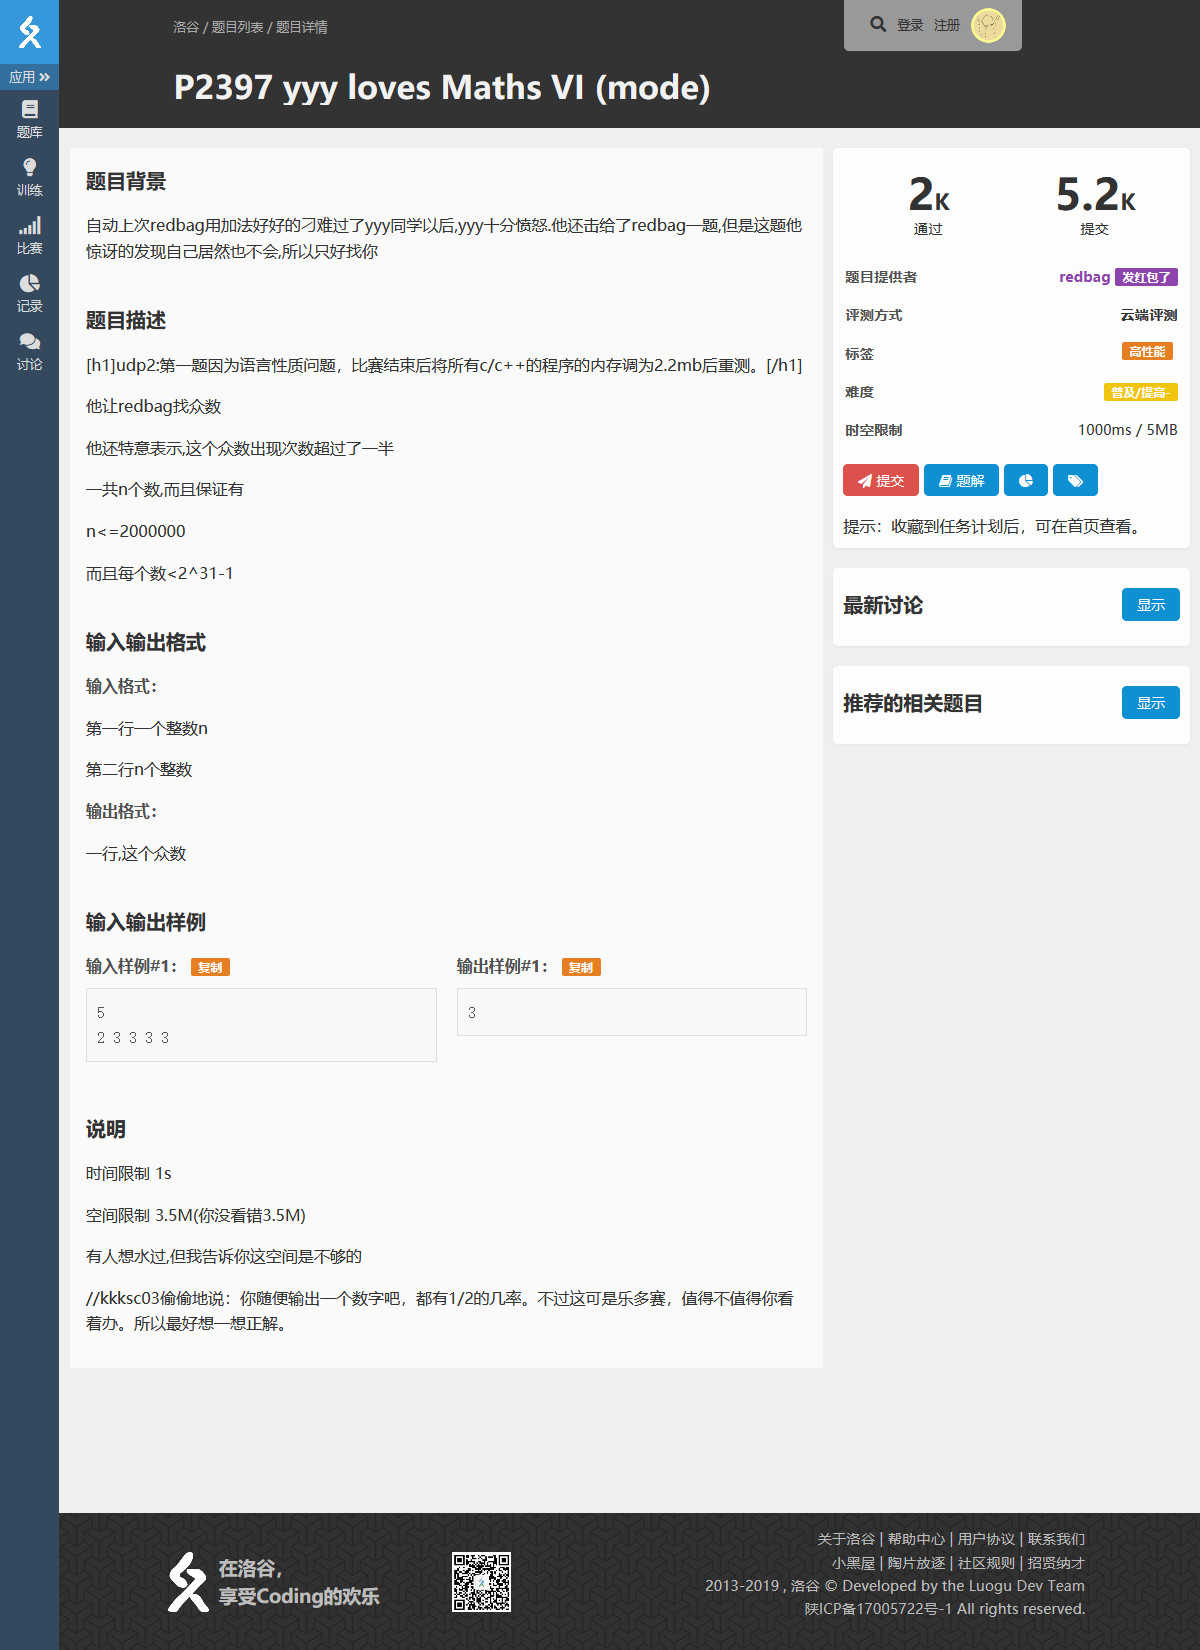 洛谷 / 题目列表 / 题目详情
登录 注册
P2397 yyy loves Maths VI (mode)
应用
题库
训练
比赛
记录
讨论
题目背景
自动上次redbag用加法好好的刁难过了yyy同学以后,yyy十分愤怒.他还击给了redbag一题,但是这题他
惊讶的发现自己居然也不会,所以只好找你
题目描述
[h1]udp2:第一题因为语言性质问题，比赛结束后将所有c/c++的程序的内存调为2.2mb后重测。[/h1]
他让redbag找众数
他还特意表示,这个众数出现次数超过了一半
一共n个数,而且保证有
n<=2000000
而且每个数<2^31-1
输入输出格式
输入格式：
第一行一个整数n
第二行n个整数
输出格式：
一行,这个众数
输入输出样例
输入样例#1： 复制
5
2 3 3 3 3
输出样例#1： 复制
3
说明
时间限制 1s
空间限制 3.5M(你没看错3.5M)
有人想水过,但我告诉你这空间是不够的
//kkksc03偷偷地说：你随便输出一个数字吧，都有1/2的几率。不过这可是乐多赛，值得不值得你看
着办。所以最好想一想正解。
2K
通过
5.2K
提交
题目提供者 redbag 发红包了
评测方式 云端评测
标签 高性能
难度 普及/提高-
时空限制 1000ms / 5MB
提交 题解
提示：收藏到任务计划后，可在首页查看。
最新讨论 显示
推荐的相关题目 显示
在洛谷，
享受Coding的欢乐
关于洛谷 | 帮助中心 | 用户协议 | 联系我们
小黑屋 | 陶片放逐 | 社区规则 | 招贤纳才
2013-2019 , 洛谷 © Developed by the Luogu Dev Team
陕ICP备17005722号-1 All rights reserved.